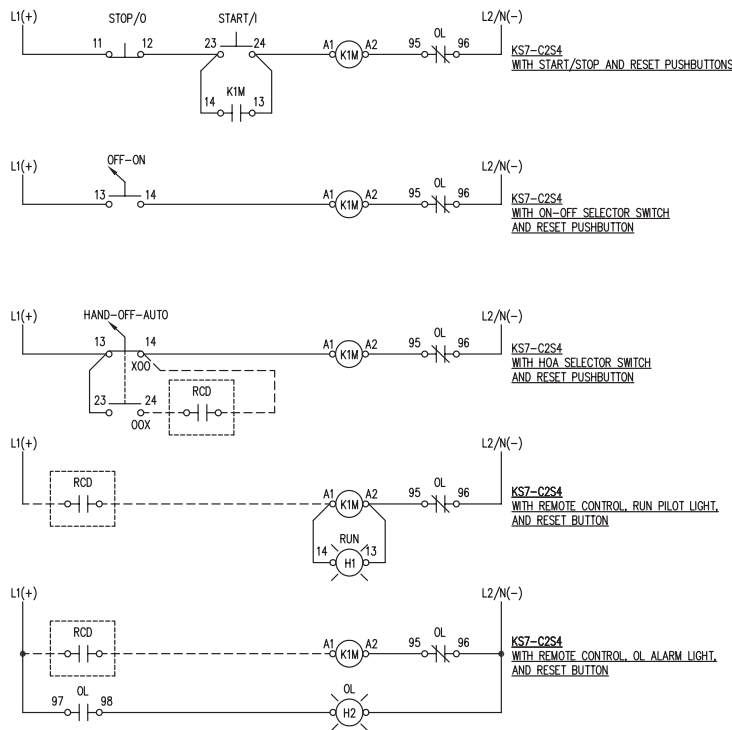 L1(+) STOP/O START/I L2/N(-)
OL
11 12 23 24 A1 K1M A2 95 96
KS7-C2S4
WITH START/STOP AND RESET PUSHBUTTONS
K1M
14 13
L1(+) OFF-ON L2/N(-)
OL
13 14 A1 K1M A2 95 96
KS7-C2S4
WITH ON-OFF SELECTOR SWITCH
AND RESET PUSHBUTTON
L1(+) HAND-OFF-AUTO L2/N(-)
OL
13 14 A1 K1M A2 95 96
KS7-C2S4
WITH HOA SELECTOR SWITCH
AND RESET PUSHBUTTON
XOO
RCD
23 24
OOX
L1(+) L2/N(-)
RCD OL
A1 K1M A2 95 96
KS7-C2S4
WITH REMOTE CONTROL, RUN PILOT LIGHT,
AND RESET BUTTON
RUN
14 H1 13
L1(+) L2/N(-)
RCD OL
A1 K1M A2 95 96
KS7-C2S4
WITH REMOTE CONTROL, OL ALARM LIGHT,
AND RESET BUTTON
OL OL
97 98 H2